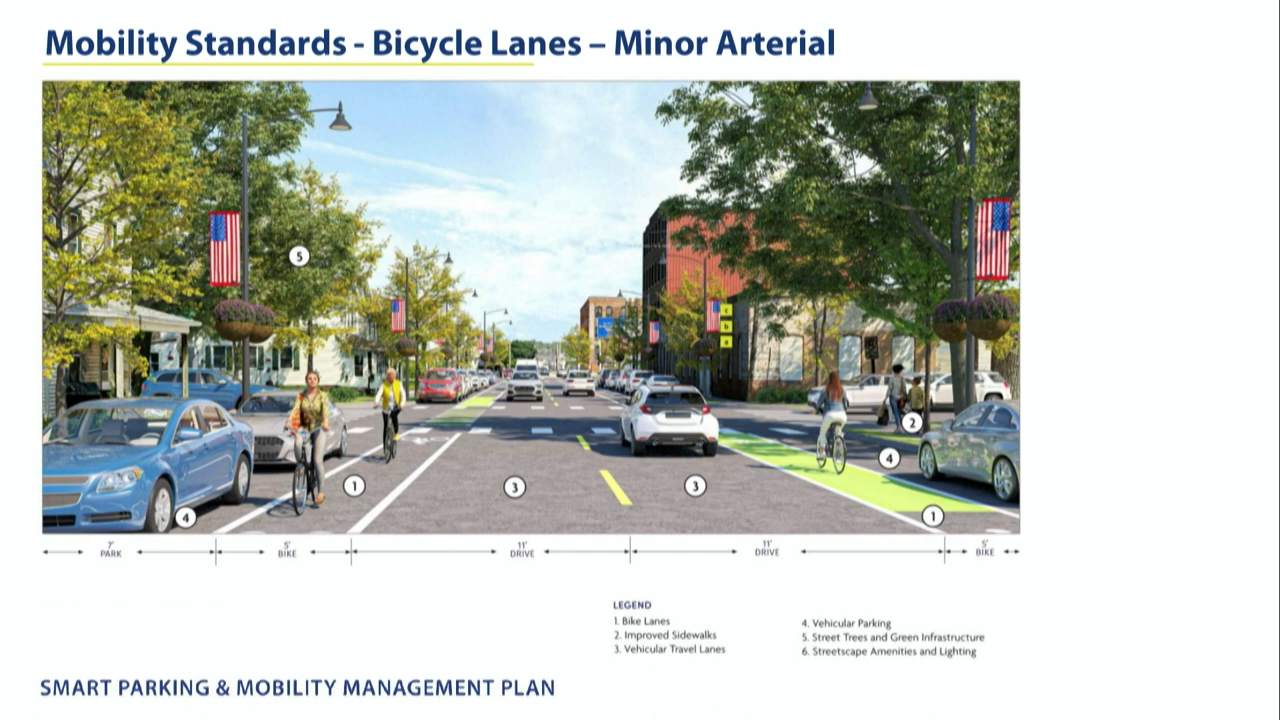 Mobility Standards - Bicycle Lanes – Minor Arterial
5
c
b
a
2
4
1
3
3
4
1
7' 5' 11' 11' 5'
PARK BIKE DRIVE DRIVE BIKE
LEGEND
1. Bike Lanes
2. Improved Sidewalks
3. Vehicular Travel Lanes
4. Vehicular Parking
5. Street Trees and Green Infrastructure
6. Streetscape Amenities and Lighting
SMART PARKING & MOBILITY MANAGEMENT PLAN